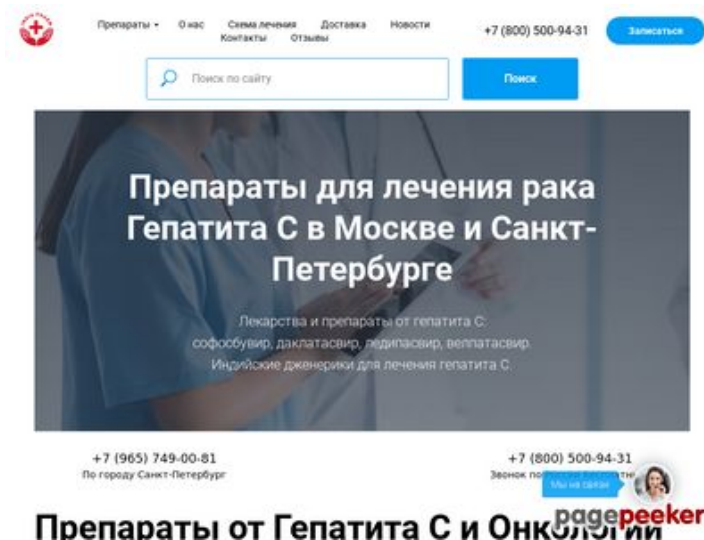 Препараты О нас Схема лечения Доставка Новости
Контакты Отзывы
+7 (800) 500-94-31
Записаться
Поиск по сайту
Поиск
Препараты для лечения рака
Гепатита С в Москве и Санкт-
Петербурге
Лекарства и препараты от гепатита С:
софосбувир, даклатасвир, ледипасвир, велпатасвир.
Индийские дженерики для лечения гепатита С.
+7 (965) 749-00-81
По городу Санкт-Петербург
+7 (800) 500-94-31
Звонок по
Мы на связи
pagepeeker
Препараты от Гепатита С и Онкологии